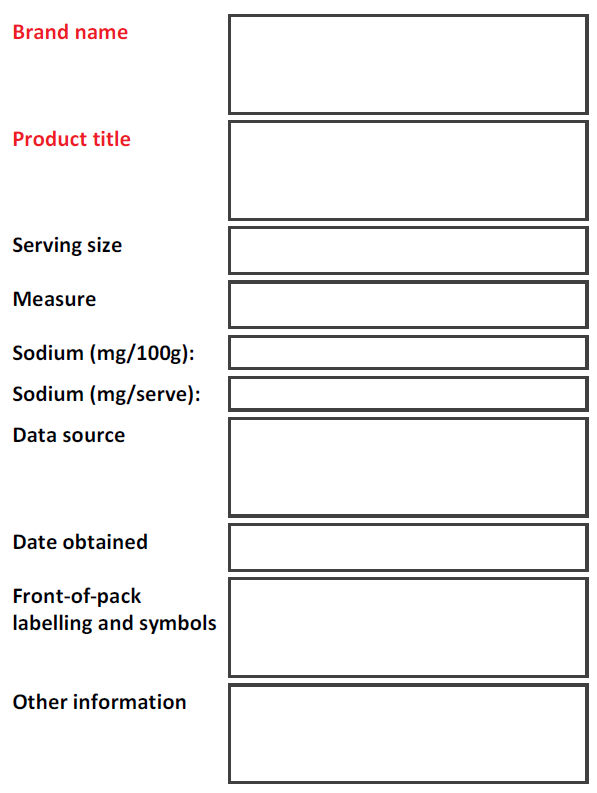 Brand name
Product title
Serving size
Measure
Sodium (mg/100g):
Sodium (mg/serve):
Data source
Date obtained
Front-of-pack
labelling and symbols
Other information